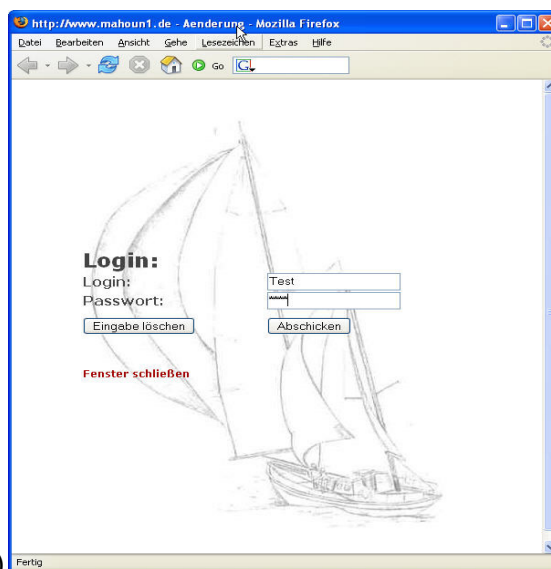 http://www.mahoun1.de - Aenderung - Mozilla Firefox
Datei Bearbeiten Ansicht Gehe Lesezeichen Extras Hilfe
Go G
Login:
Login: Test
Passwort: ****
Eingabe löschen Abschicken
Fenster schließen
Fertig